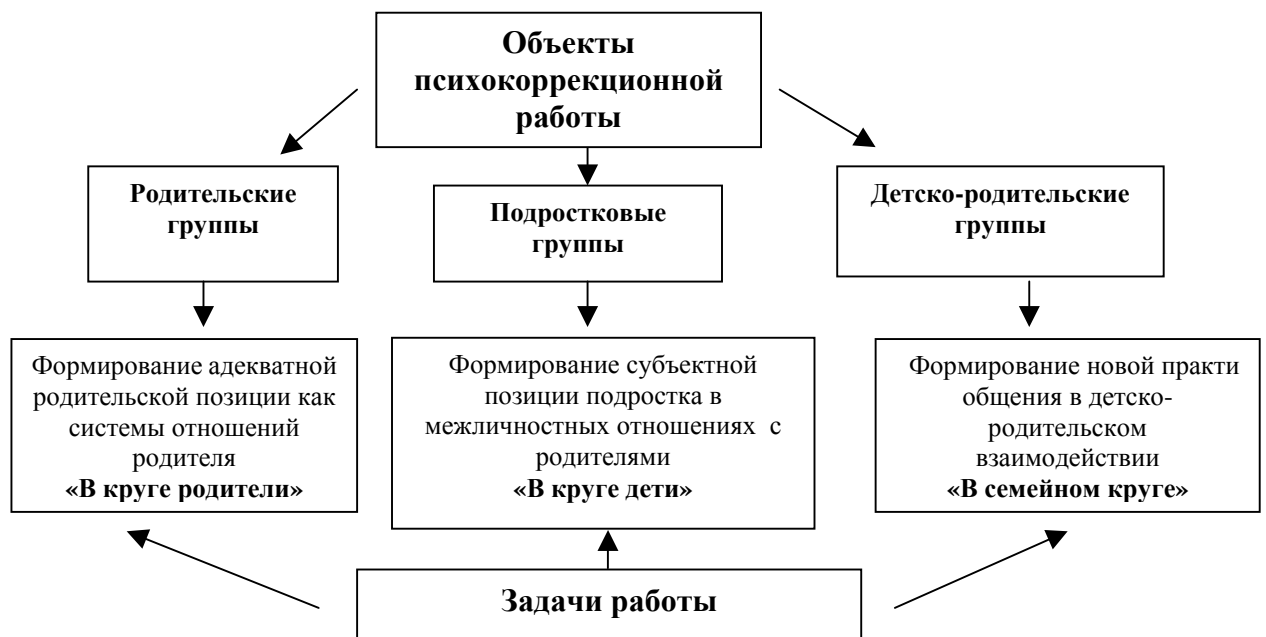 Объекты
психокоррекционной
работы
Родительские
группы
Подростковые
группы
Детско-родительские
группы
Формирование адекватной
родительской позиции как
системы отношений
родителя
«В круге родители»
Формирование субъектной
позиции подростка в
межличностных отношениях с
родителями
«В круге дети»
Формирование новой практи
общения в детско-
родительском
взаимодействии
«В семейном круге»
Задачи работы